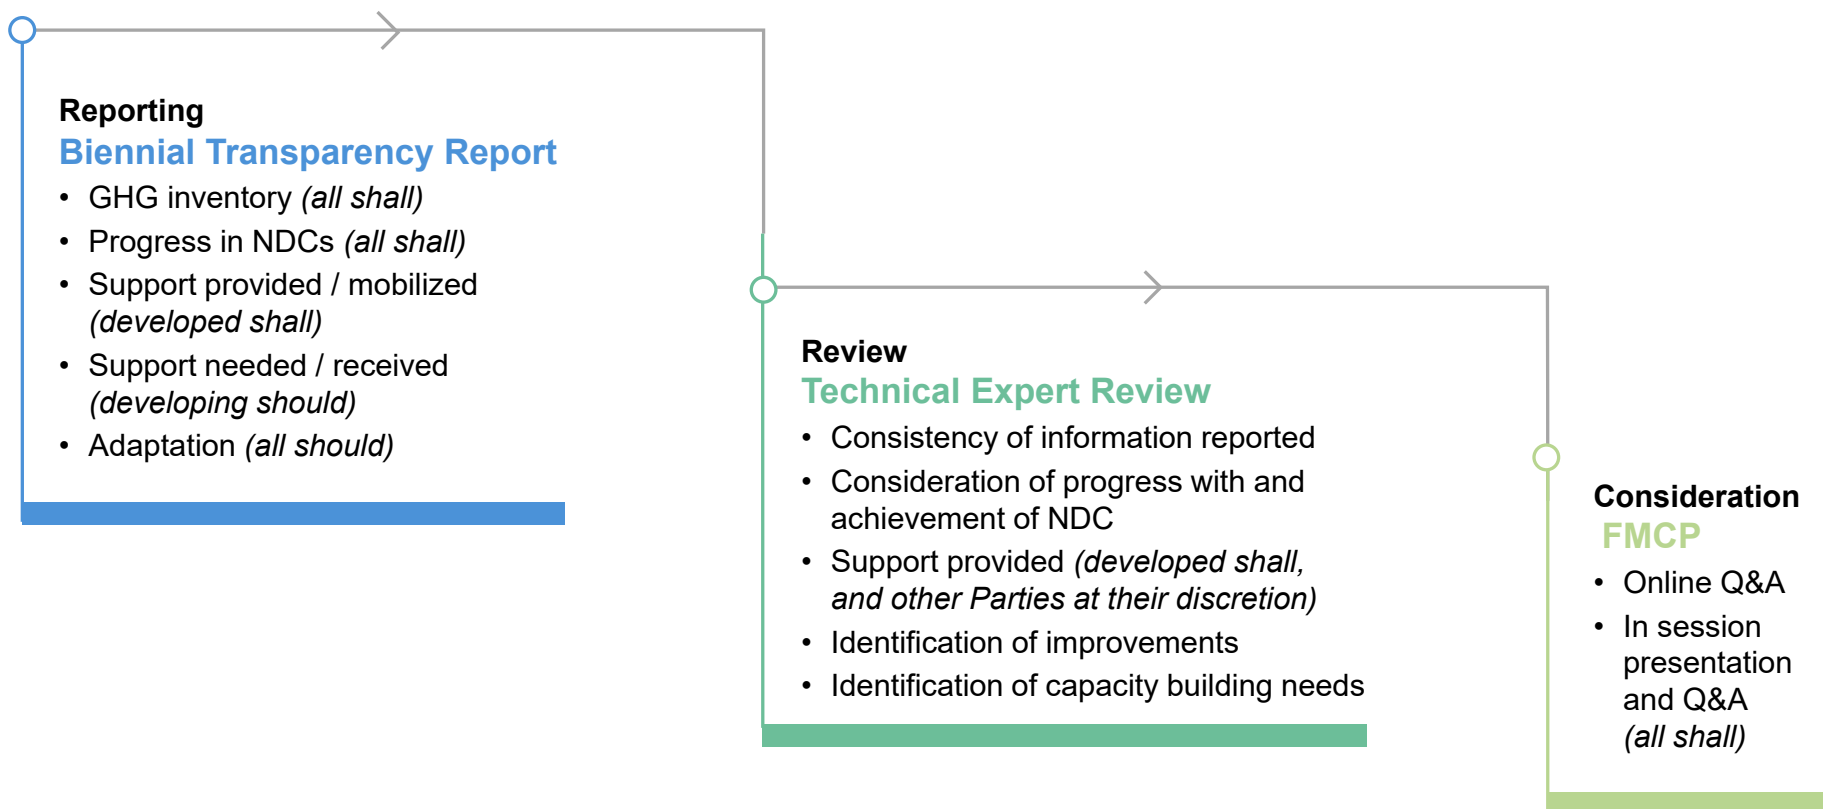 Reporting
Biennial Transparency Report
• GHG inventory (all shall)
• Progress in NDCs (all shall)
• Support provided / mobilized
(developed shall)
• Support needed / received
(developing should)
• Adaptation (all should)
Review
Technical Expert Review
• Consistency of information reported
• Consideration of progress with and
achievement of NDC
• Support provided (developed shall,
and other Parties at their discretion)
• Identification of improvements
• Identification of capacity building needs
Consideration
FMCP
• Online Q&A
• In session
presentation
and Q&A
(all shall)